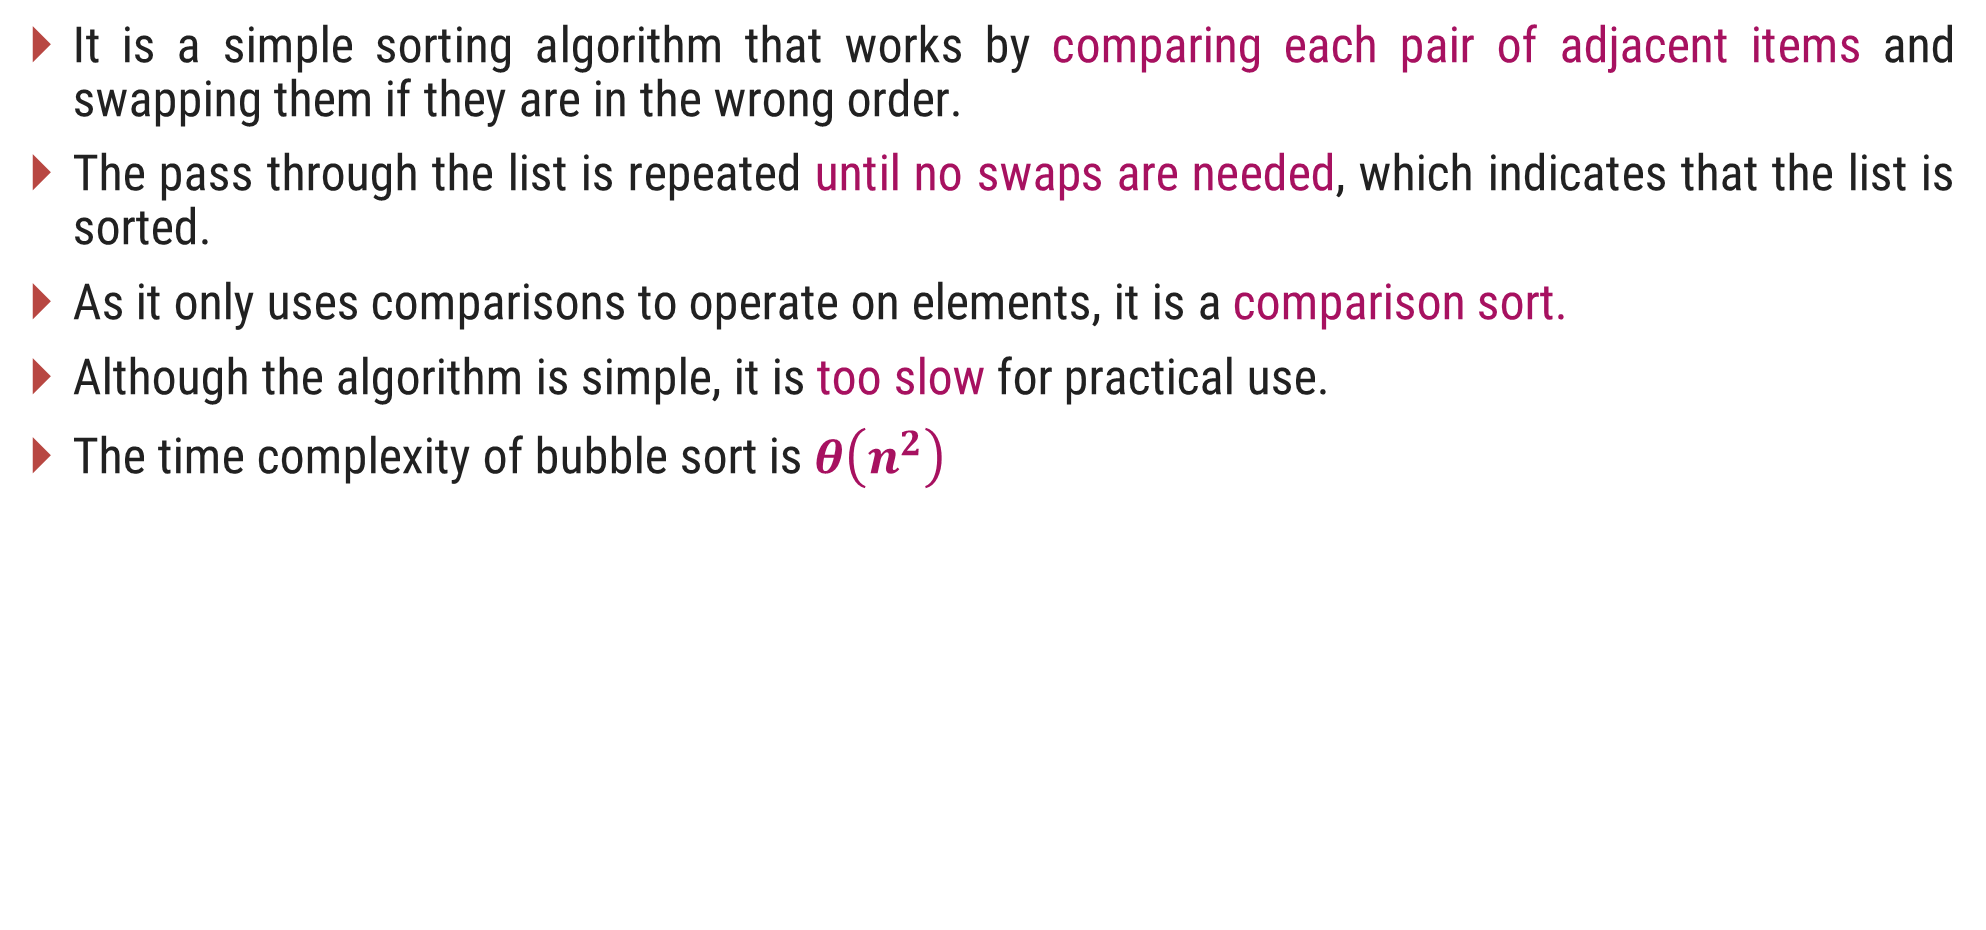 It is a simple sorting algorithm that works by comparing each pair of adjacent items and
swapping them if they are in the wrong order.
The pass through the list is repeated until no swaps are needed, which indicates that the list is
sorted.
As it only uses comparisons to operate on elements, it is a comparison sort.
Although the algorithm is simple, it is too slow for practical use.
The time complexity of bubble sort is θ(n²)